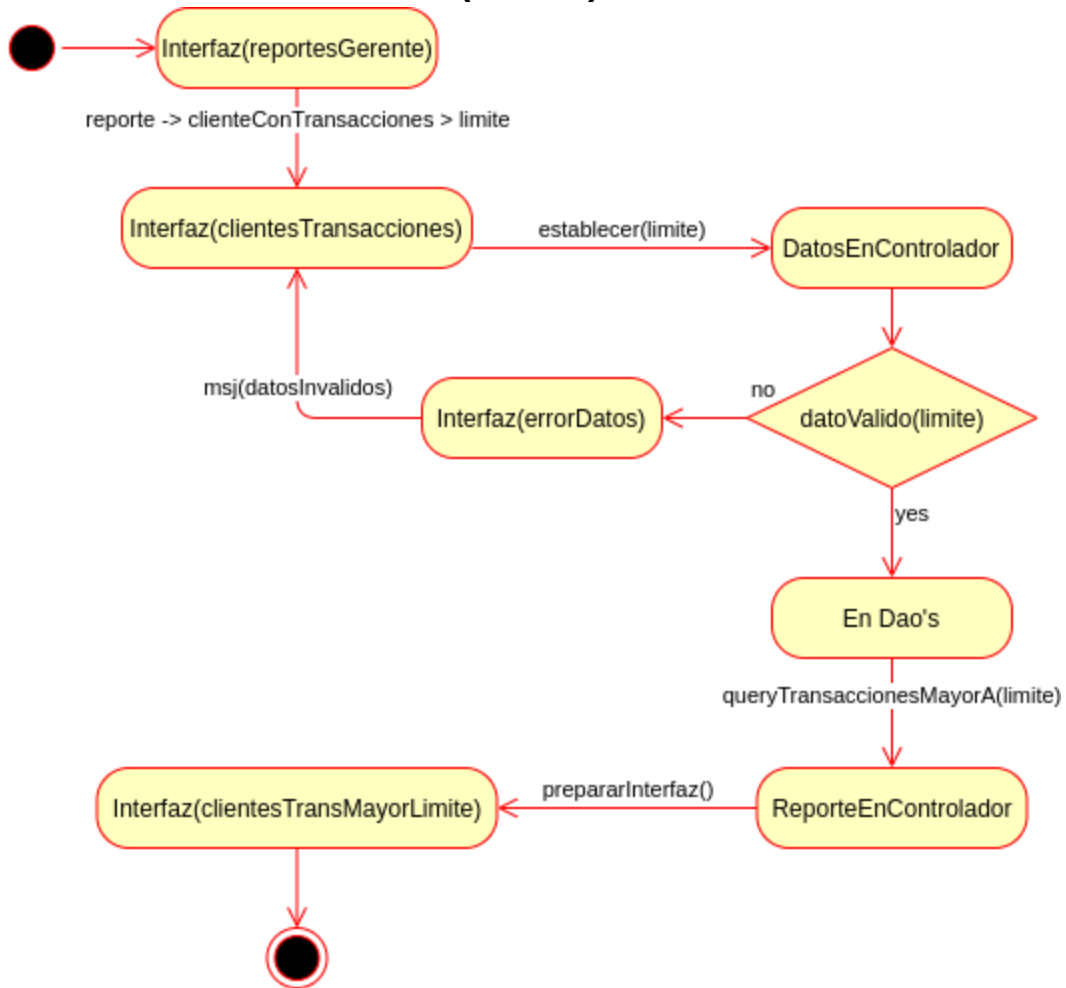 Interfaz(reportesGerente)
reporte -> clienteConTransacciones > limite
Interfaz(clientesTransacciones)
establecer(limite)
DatosEnControlador
msj(datosInvalidos)
Interfaz(errorDatos)
no
datoValido(limite)
yes
En Dao's
queryTransaccionesMayorA(limite)
Interfaz(clientesTransMayorLimite)
prepararInterfaz()
ReporteEnControlador